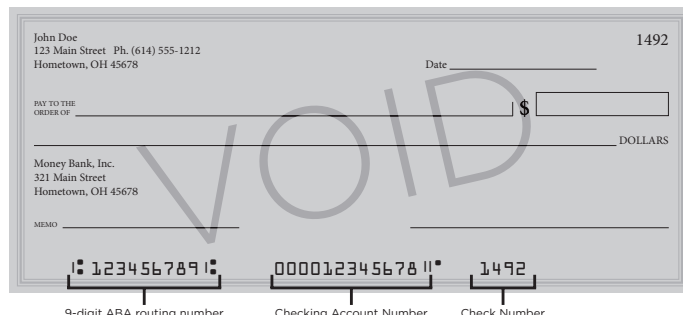 John Doe
1492
123 Main Street Ph. (614) 555-1212
Hometown, OH 45678
Date
PAY TO THE
ORDER OF
$
DOLLARS
VOID
Money Bank, Inc.
321 Main Street
Hometown, OH 45678
MEMO
⑆123456789⑆ 000012345678⑈ 1492
9-digit ABA routing number Checking Account Number Check Number